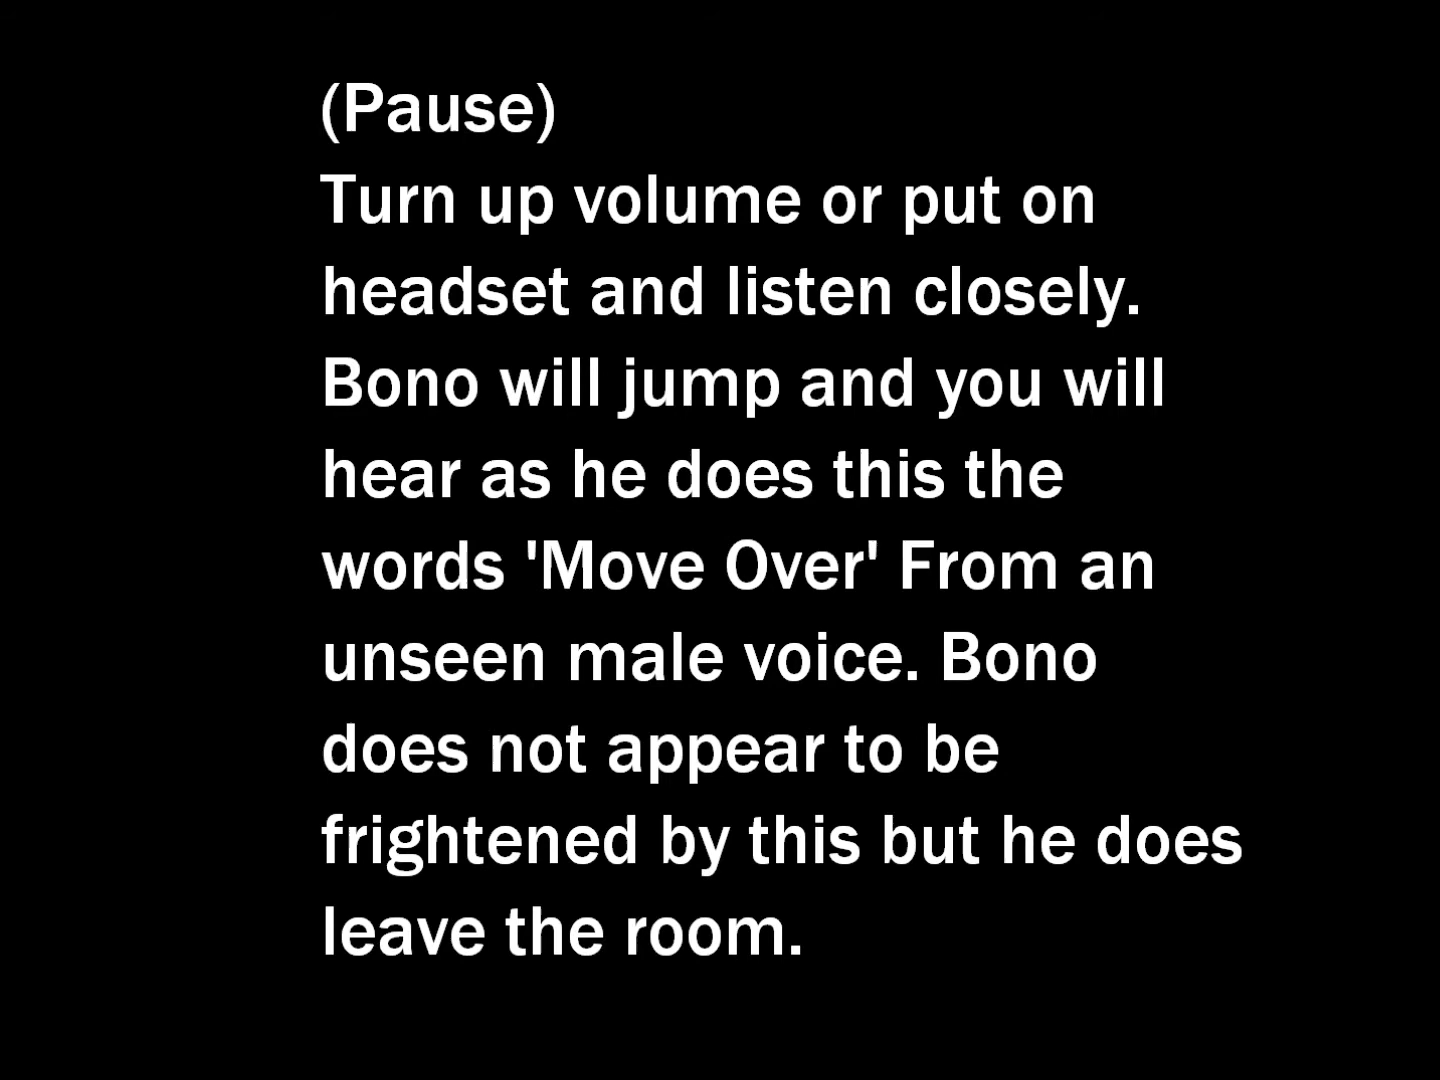 (Pause)
Turn up volume or put on
headset and listen closely.
Bono will jump and you will
hear as he does this the
words 'Move Over' From an
unseen male voice. Bono
does not appear to be
frightened by this but he does
leave the room.